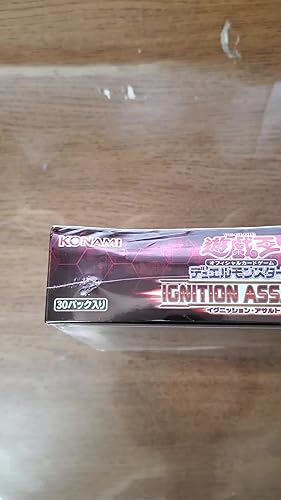 KONAMI
遊戯王
オフィシャルカードゲーム
デュエルモンスター
IGNITION ASSA
イグニッション・アサルト
30パック入り